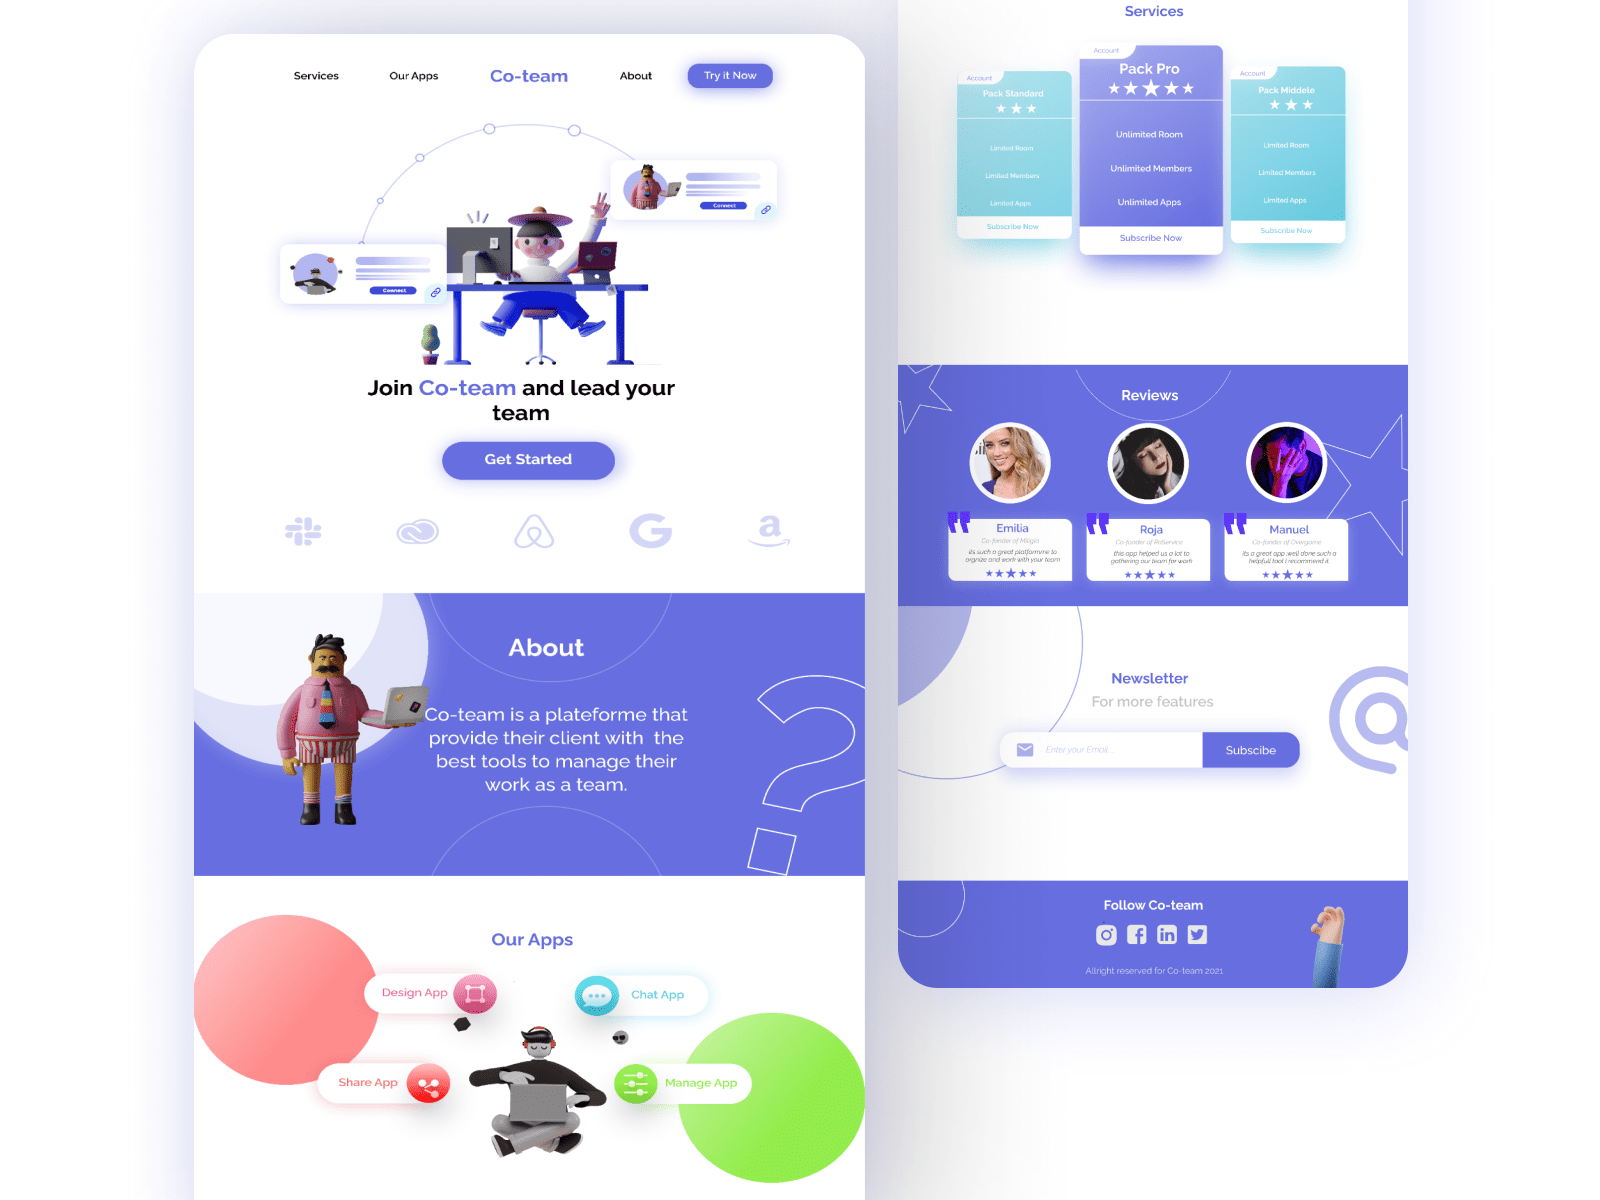 Services
Our Apps
Co-team
About
Try it Now
Connect
Connect
Join Co-team and lead your
team
Get Started
G
a
About
Co-team is a plateforme that
provide their client with the
best tools to manage their
work as a team.
Our Apps
Design App
Chat App
Share App
Manage App
Services
Account
Pack Standard
Limited Room
Limited Members
Limited Apps
Subscribe Now
Account
Pack Pro
Unlimited Room
Unlimited Members
Unlimited Apps
Subscribe Now
Account
Pack Middele
Limited Room
Limited Members
Limited Apps
Subscribe Now
Reviews
Emilia
Co-fonder of Miligia
its such a great platforme to
orgnize and work with your team
Roja
Co-fonder of RoService
this app helped us a lot to
gathering our team for work
Manuel
Co-fonder of Overgame
its a great app ,well done such a
helpfull tool i recommend it
Newsletter
For more features
Enter your Email...
Subscibe
Follow Co-team
Allright reserved for Co-team 2021